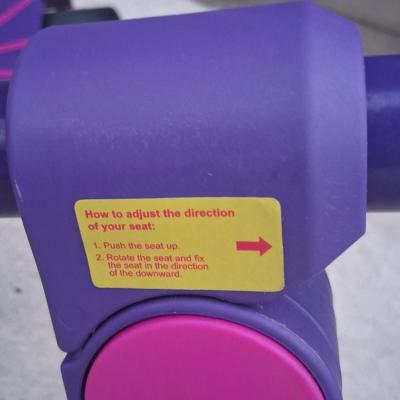 How to adjust the direction
of your seat:
1. Push the seat up.
2. Rotate the seat and fix
the seat in the direction
of the downward.